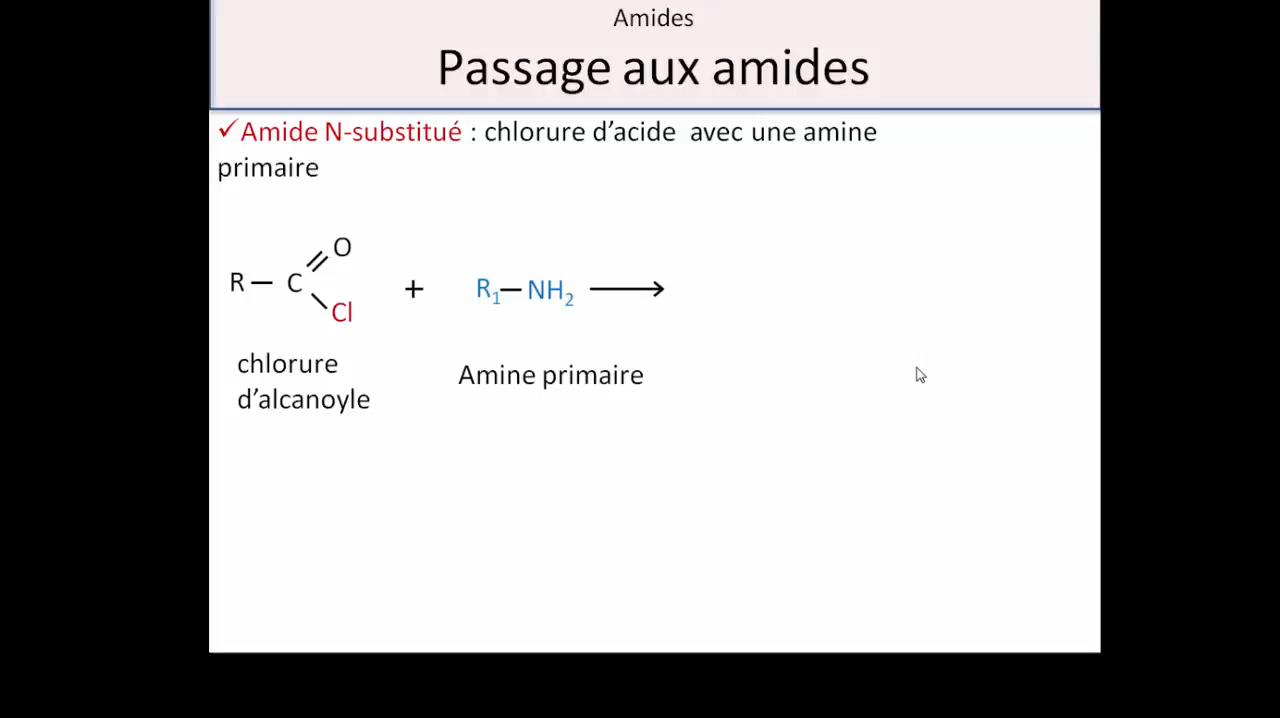 Amides
Passage aux amides
✓Amide N-substitué : chlorure d’acide avec une amine
primaire
O
R — C + R₁— NH₂ ⟶
Cl
chlorure
d’alcanoyle
Amine primaire